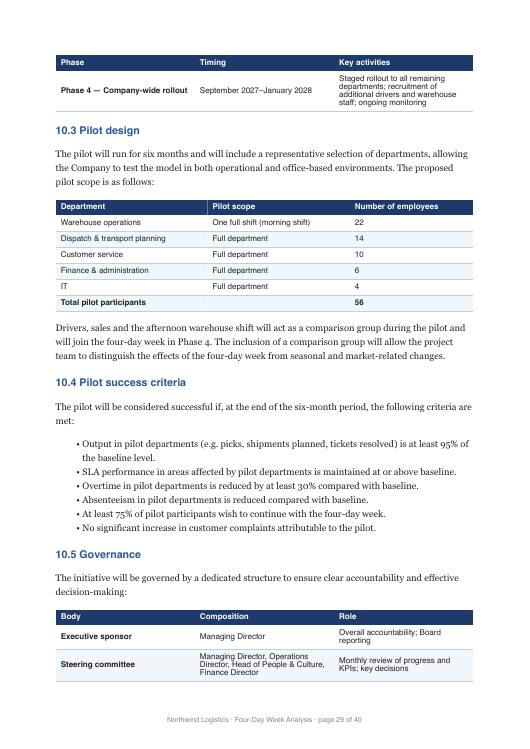 Phase Timing Key activities
Phase 4 — Company-wide rollout September 2027–January 2028 Staged rollout to all remaining
departments; recruitment of
additional drivers and warehouse
staff; ongoing monitoring
10.3 Pilot design
The pilot will run for six months and will include a representative selection of departments, allowing
the Company to test the model in both operational and office-based environments. The proposed
pilot scope is as follows:
Department Pilot scope Number of employees
Warehouse operations One full shift (morning shift) 22
Dispatch & transport planning Full department 14
Customer service Full department 10
Finance & administration Full department 6
IT Full department 4
Total pilot participants 56
Drivers, sales and the afternoon warehouse shift will act as a comparison group during the pilot and
will join the four-day week in Phase 4. The inclusion of a comparison group will allow the project
team to distinguish the effects of the four-day week from seasonal and market-related changes.
10.4 Pilot success criteria
The pilot will be considered successful if, at the end of the six-month period, the following criteria are
met:
• Output in pilot departments (e.g. picks, shipments planned, tickets resolved) is at least 95% of
the baseline level.
• SLA performance in areas affected by pilot departments is maintained at or above baseline.
• Overtime in pilot departments is reduced by at least 30% compared with baseline.
• Absenteeism in pilot departments is reduced compared with baseline.
• At least 75% of pilot participants wish to continue with the four-day week.
• No significant increase in customer complaints attributable to the pilot.
10.5 Governance
The initiative will be governed by a dedicated structure to ensure clear accountability and effective
decision-making:
Body Composition Role
Executive sponsor Managing Director Overall accountability; Board
reporting
Steering committee Managing Director, Operations
Director, Head of People & Culture,
Finance Director Monthly review of progress and
KPIs; key decisions
Northwind Logistics · Four-Day Week Analysis · page 29 of 40